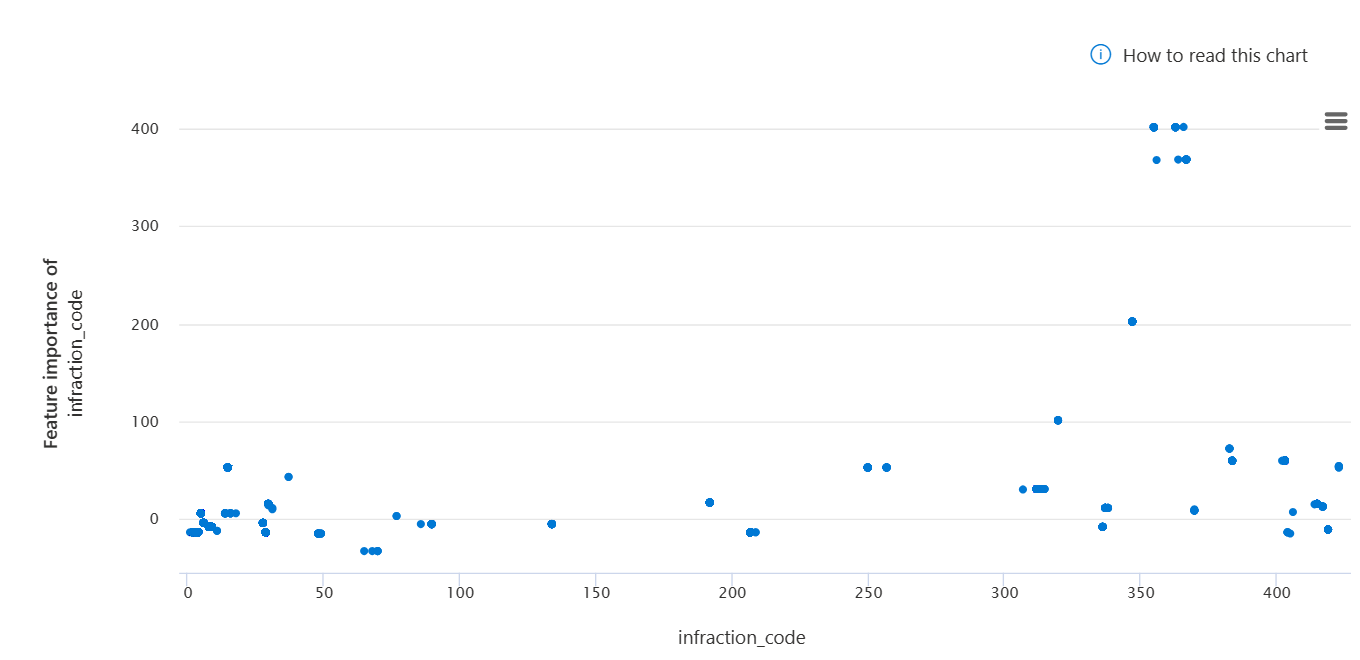 How to read this chart
400
300
200
100
0
Feature importance of
infraction_code
0 50 100 150 200 250 300 350 400
infraction_code